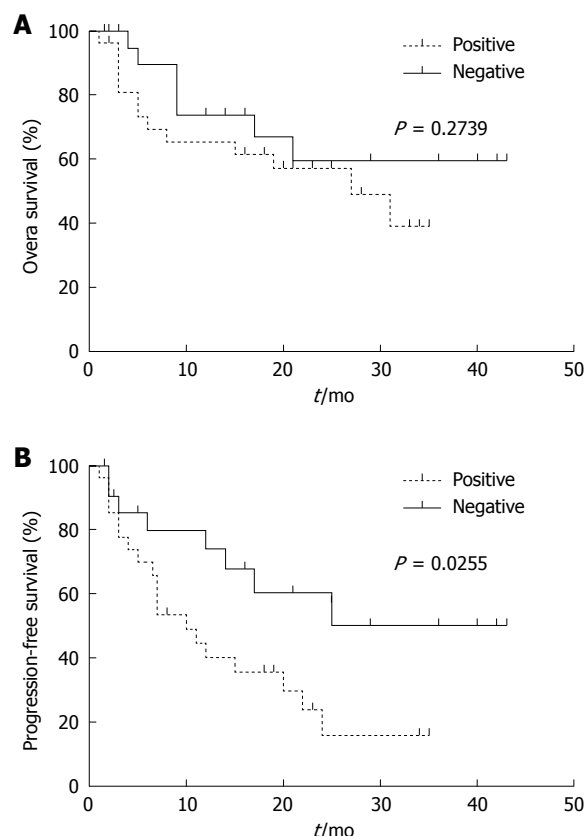 A
100
80
60
40
20
0
Overa survival (%)
Positive
Negative
P = 0.2739
0 10 20 30 40 50
t/mo
B
100
80
60
40
20
0
Progression-free survival (%)
Positive
Negative
P = 0.0255
0 10 20 30 40 50
t/mo